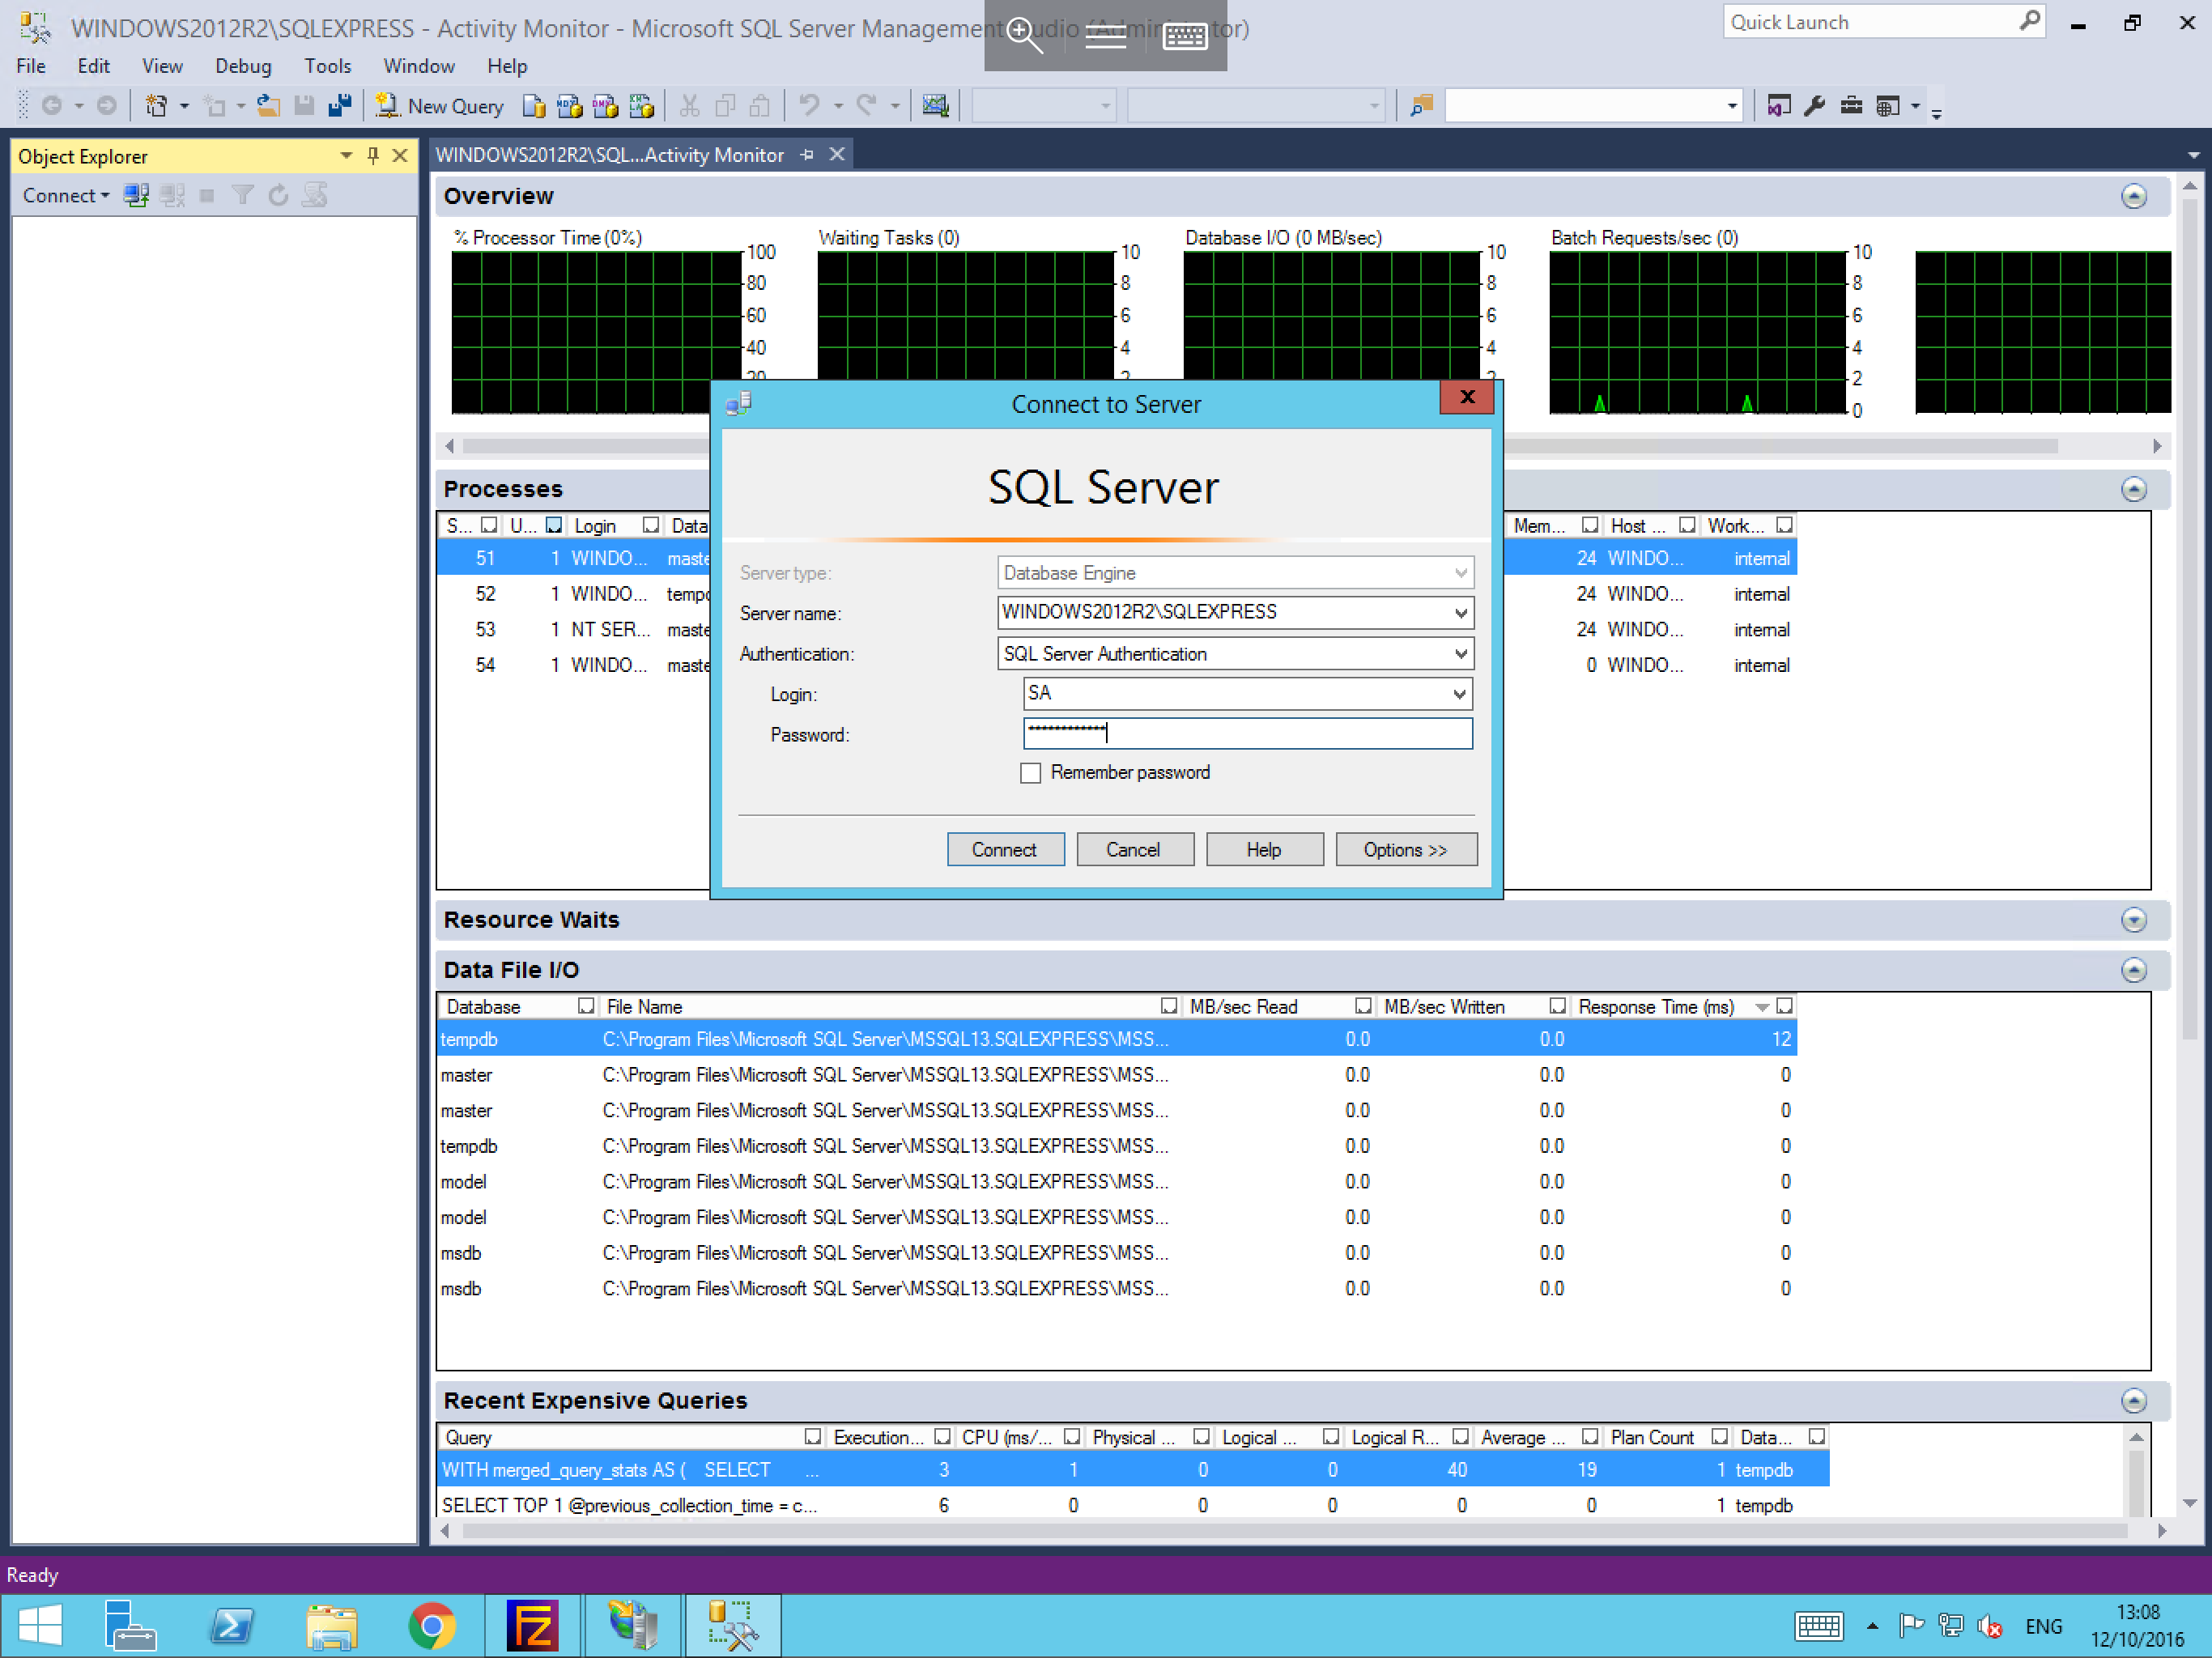 WINDOWS2012R2\SQLEXPRESS - Activity Monitor - Microsoft SQL Server Management
Quick Launch
File Edit View Debug Tools Window Help
New Query
Object Explorer
WINDOWS2012R2\SQL...Activity Monitor
Connect
Overview
% Processor Time (0%)
100
80
60
40
20
Waiting Tasks (0)
10
8
6
4
2
Database I/O (0 MB/sec)
10
8
6
4
2
Batch Requests/sec (0)
10
8
6
4
2
0
Connect to Server
SQL Server
Server type: Database Engine
Server name: WINDOWS2012R2\SQLEXPRESS
Authentication: SQL Server Authentication
Login: SA
Password: ************
Remember password
Connect Cancel Help Options >>
Processes
S... U... Login Data Mem... Host ... Work...
51 1 WINDO... maste 24 WINDO... internal
52 1 WINDO... tempd 24 WINDO... internal
53 1 NT SER... maste 24 WINDO... internal
54 1 WINDO... maste 0 WINDO... internal
Resource Waits
Data File I/O
Database File Name MB/sec Read MB/sec Written Response Time (ms)
tempdb C:\Program Files\Microsoft SQL Server\MSSQL13.SQLEXPRESS\MSS... 0.0 0.0 12
master C:\Program Files\Microsoft SQL Server\MSSQL13.SQLEXPRESS\MSS... 0.0 0.0 0
master C:\Program Files\Microsoft SQL Server\MSSQL13.SQLEXPRESS\MSS... 0.0 0.0 0
tempdb C:\Program Files\Microsoft SQL Server\MSSQL13.SQLEXPRESS\MSS... 0.0 0.0 0
model C:\Program Files\Microsoft SQL Server\MSSQL13.SQLEXPRESS\MSS... 0.0 0.0 0
model C:\Program Files\Microsoft SQL Server\MSSQL13.SQLEXPRESS\MSS... 0.0 0.0 0
msdb C:\Program Files\Microsoft SQL Server\MSSQL13.SQLEXPRESS\MSS... 0.0 0.0 0
msdb C:\Program Files\Microsoft SQL Server\MSSQL13.SQLEXPRESS\MSS... 0.0 0.0 0
Recent Expensive Queries
Query Execution... CPU (ms/... Physical ... Logical ... Logical R... Average ... Plan Count Data...
WITH merged_query_stats AS ( SELECT ... 3 1 0 0 40 19 1 tempdb
SELECT TOP 1 @previous_collection_time = c... 6 0 0 0 0 0 1 tempdb
Ready
ENG
13:08
12/10/2016